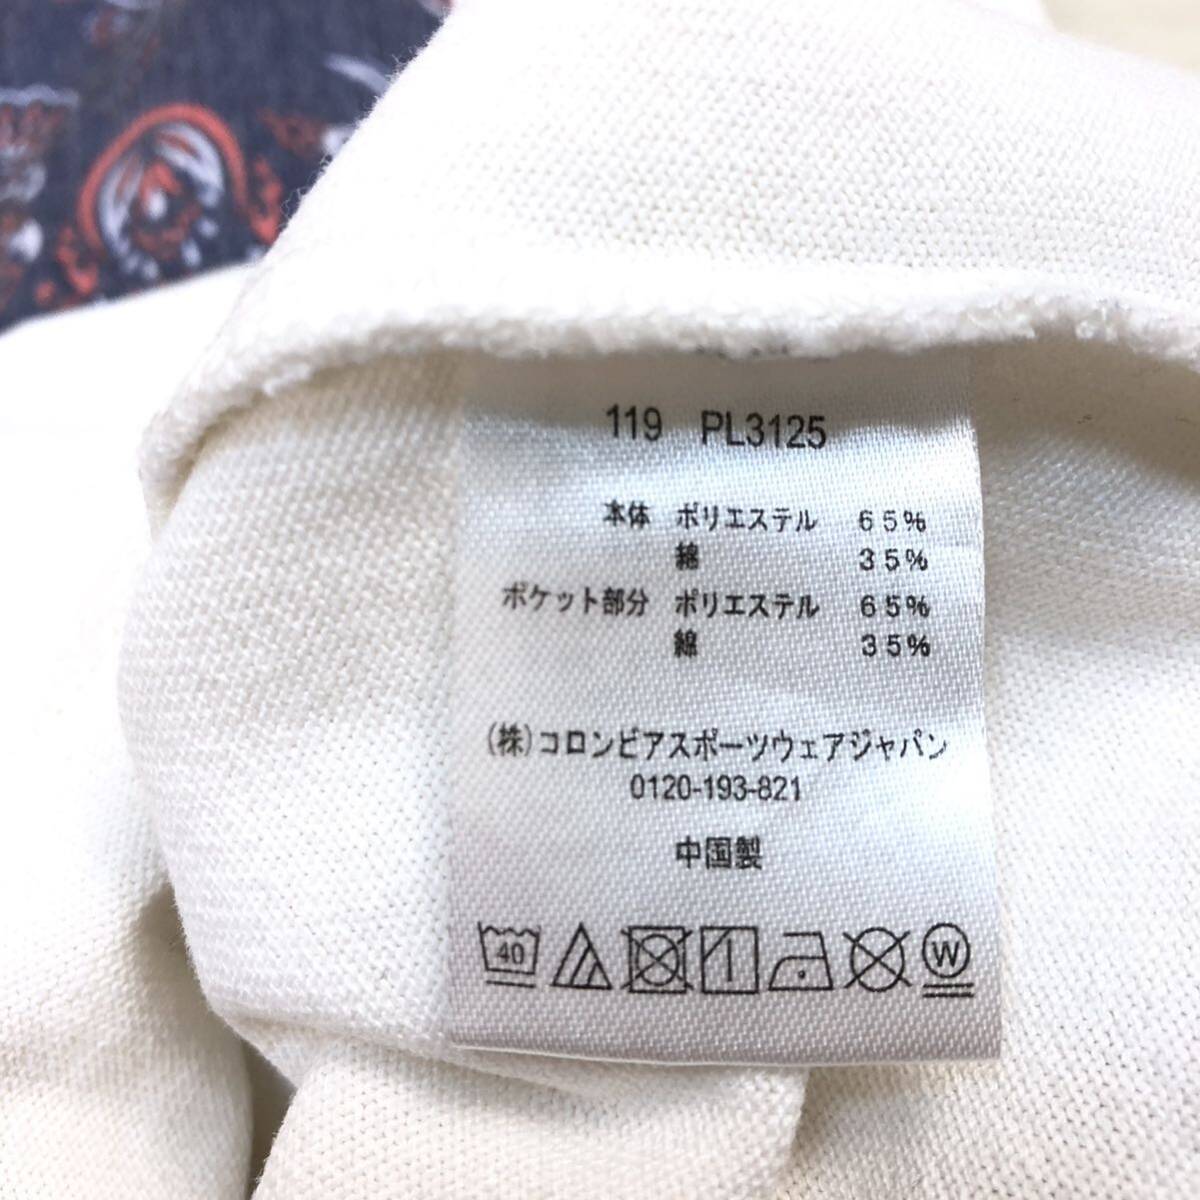 119 PL3125
本体 ポリエステル 65%
綿 35%
ポケット部分 ポリエステル 65%
綿 35%
(株)コロンビアスポーツウェアジャパン
0120-193-821
中国製
40 W